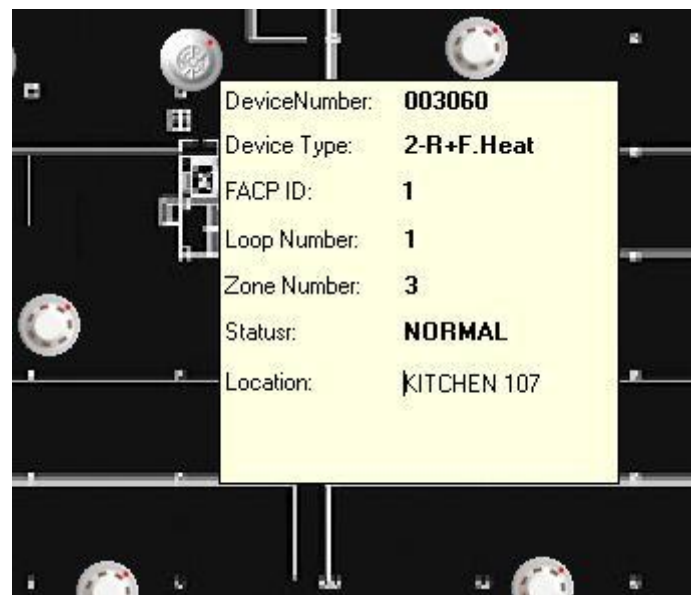 DeviceNumber: 003060
Device Type: 2-R+F.Heat
FACP ID: 1
Loop Number: 1
Zone Number: 3
Statusr: NORMAL
Location: KITCHEN 107